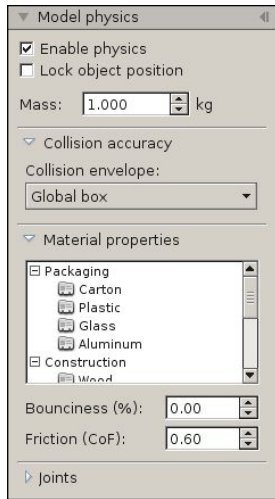 Model physics
Enable physics
Lock object position
Mass: 1.000 kg
Collision accuracy
Collision envelope:
Global box
Material properties
Packaging
Carton
Plastic
Glass
Aluminum
Construction
Wood
Bounciness (%): 0.00
Friction (CoF): 0.60
Joints